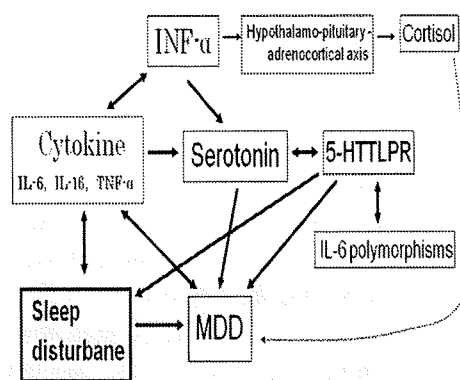 INF-α
Hypothalamo-pituitary-
adrenocortical axis
Cortisol
Cytokine
IL-6, IL-1ß, TNF-α
Serotonin
5-HTTLPR
IL-6 polymorphisms
Sleep
disturbane
MDD